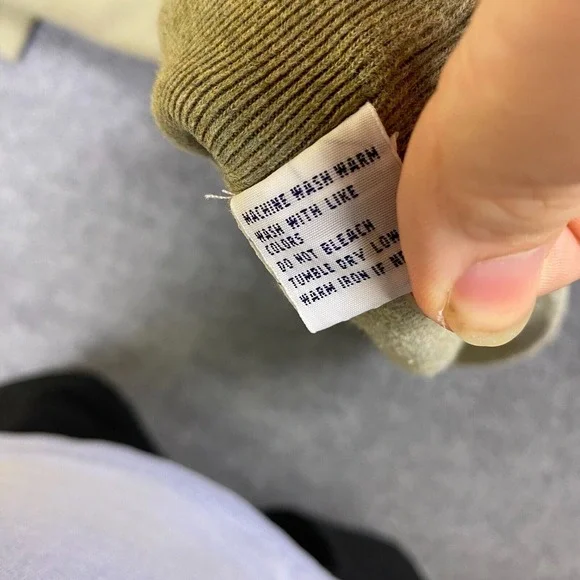 MACHINE WASH WARM
WASH WITH LIKE
COLORS
DO NOT BLEACH
TUMBLE DRY LOW
WARM IRON IF